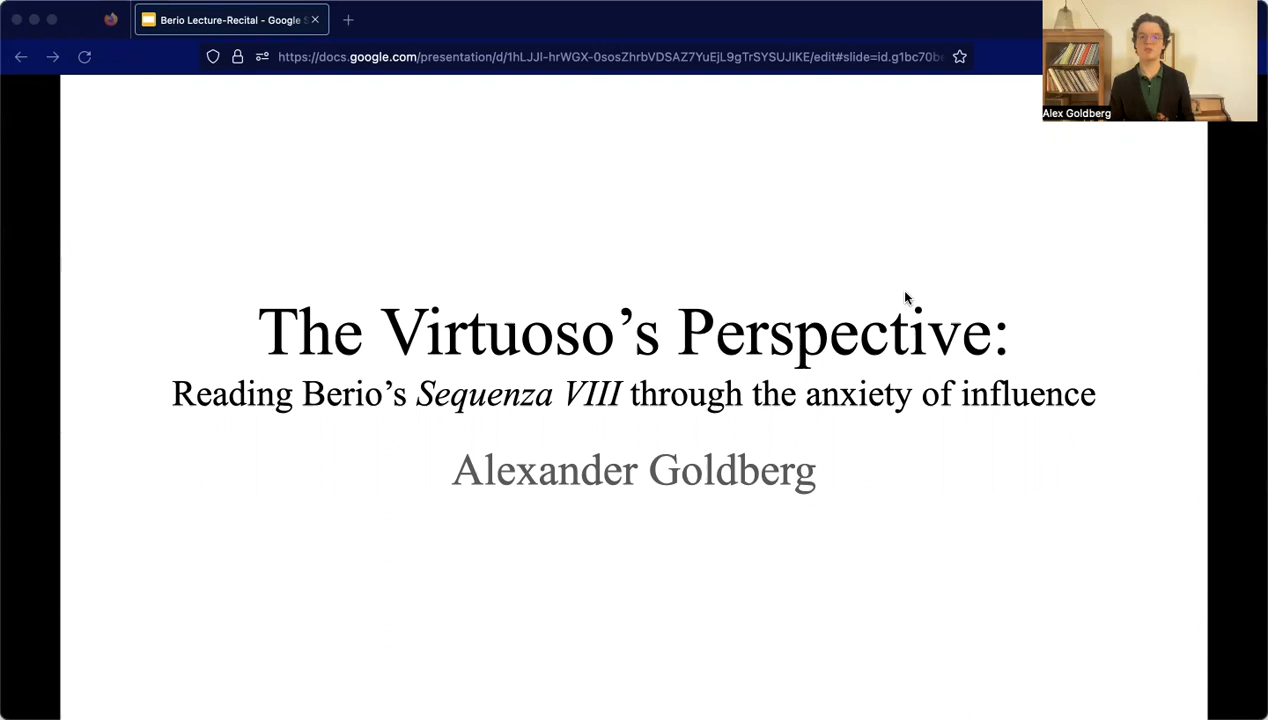 Berio Lecture-Recital - Google S
https://docs.google.com/presentation/d/1hLJJl-hrWGX-0sosZhrbVDSAZ7YuEjL9gTrSYSUJIKE/edit#slide=id.g1bc70b
Alex Goldberg
The Virtuoso’s Perspective:
Reading Berio’s Sequenza VIII through the anxiety of influence
Alexander Goldberg